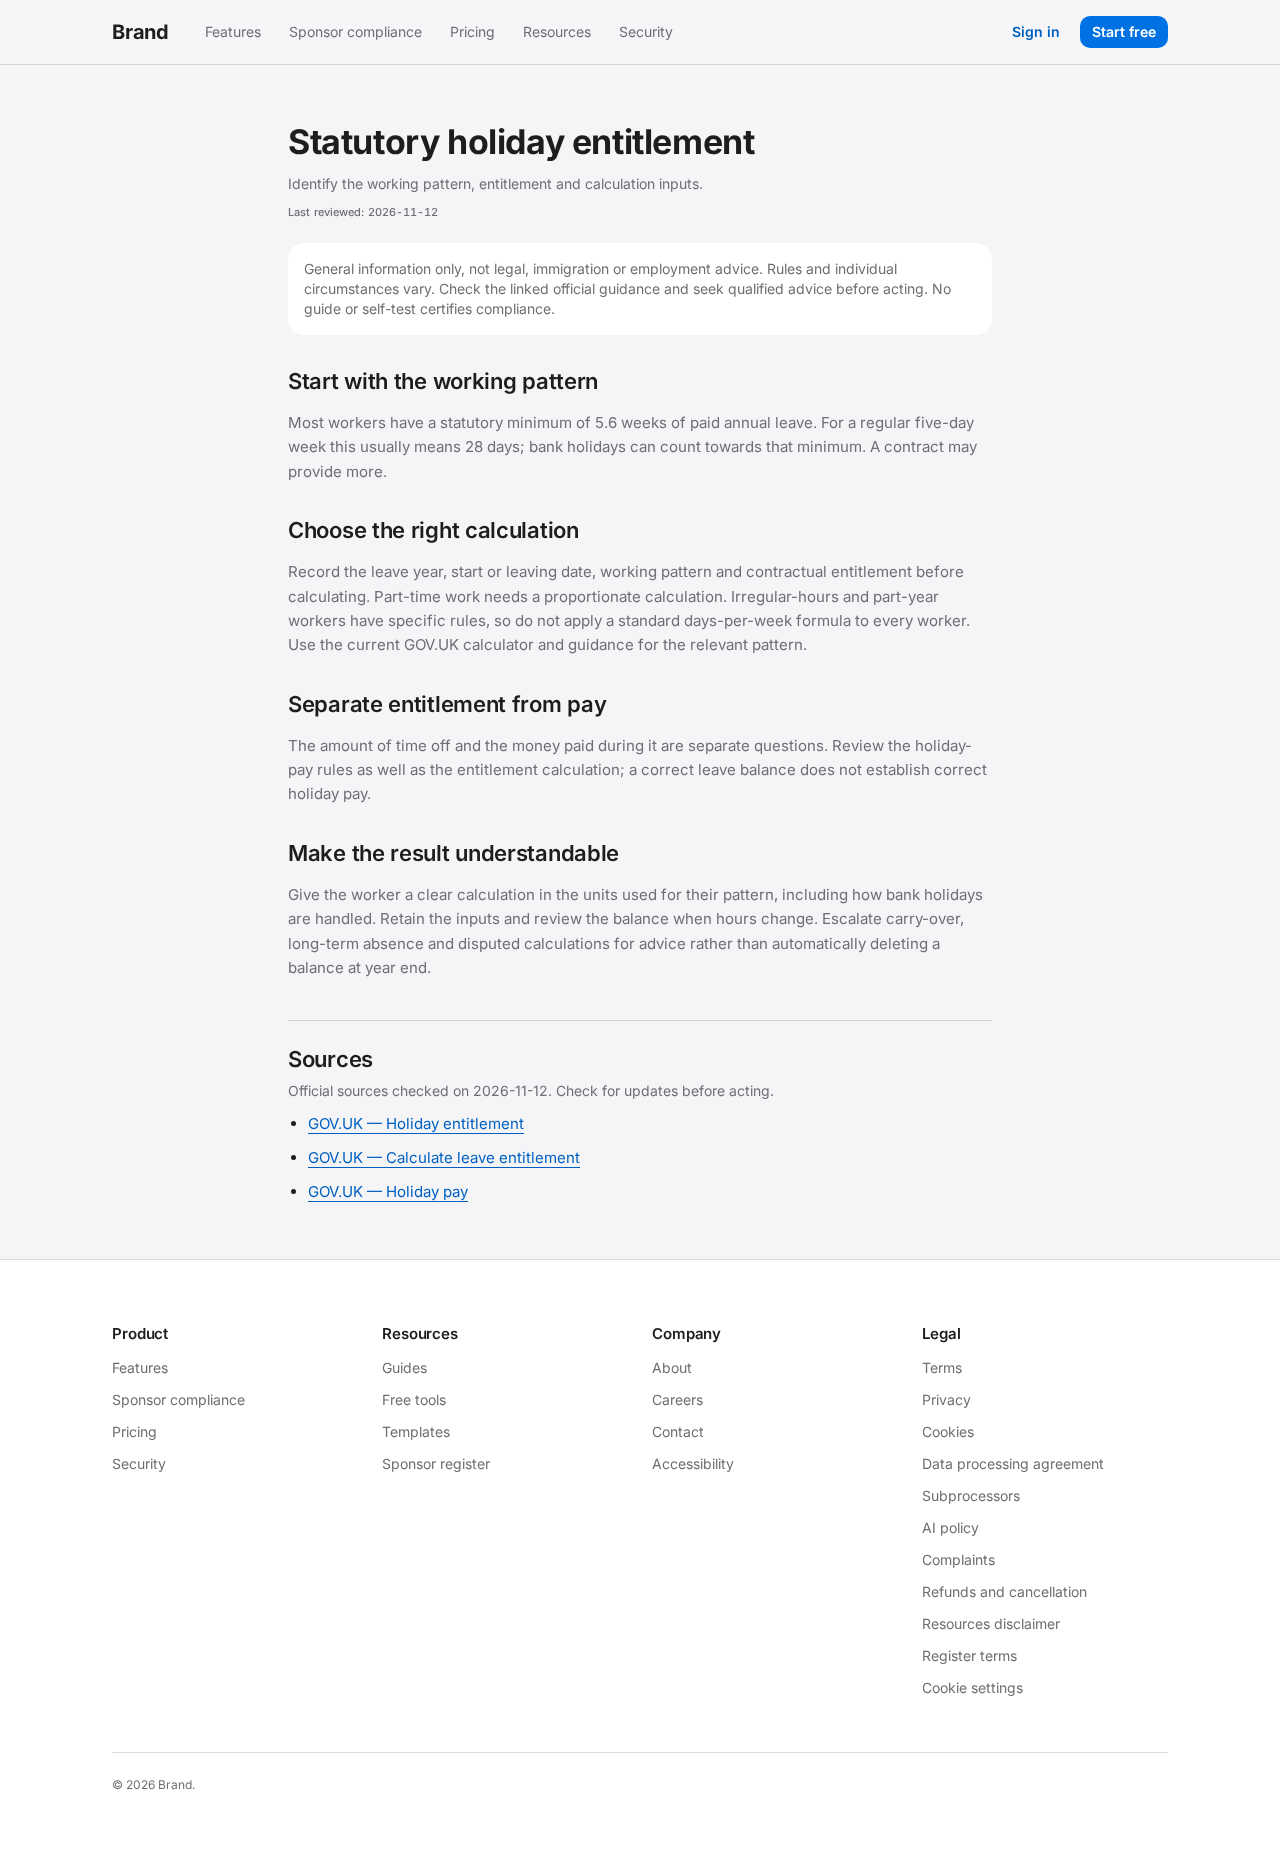 Brand
Features
Sponsor compliance
Pricing
Resources
Security
Sign in
Start free
Statutory holiday entitlement
Identify the working pattern, entitlement and calculation inputs.
Last reviewed: 2026-11-12
General information only, not legal, immigration or employment advice. Rules and individual
circumstances vary. Check the linked official guidance and seek qualified advice before acting. No
guide or self-test certifies compliance.
Start with the working pattern
Most workers have a statutory minimum of 5.6 weeks of paid annual leave. For a regular five-day
week this usually means 28 days; bank holidays can count towards that minimum. A contract may
provide more.
Choose the right calculation
Record the leave year, start or leaving date, working pattern and contractual entitlement before
calculating. Part-time work needs a proportionate calculation. Irregular-hours and part-year
workers have specific rules, so do not apply a standard days-per-week formula to every worker.
Use the current GOV.UK calculator and guidance for the relevant pattern.
Separate entitlement from pay
The amount of time off and the money paid during it are separate questions. Review the holiday-
pay rules as well as the entitlement calculation; a correct leave balance does not establish correct
holiday pay.
Make the result understandable
Give the worker a clear calculation in the units used for their pattern, including how bank holidays
are handled. Retain the inputs and review the balance when hours change. Escalate carry-over,
long-term absence and disputed calculations for advice rather than automatically deleting a
balance at year end.
Sources
Official sources checked on 2026-11-12. Check for updates before acting.
• GOV.UK — Holiday entitlement
• GOV.UK — Calculate leave entitlement
• GOV.UK — Holiday pay
Product
Features
Sponsor compliance
Pricing
Security
Resources
Guides
Free tools
Templates
Sponsor register
Company
About
Careers
Contact
Accessibility
Legal
Terms
Privacy
Cookies
Data processing agreement
Subprocessors
AI policy
Complaints
Refunds and cancellation
Resources disclaimer
Register terms
Cookie settings
© 2026 Brand.